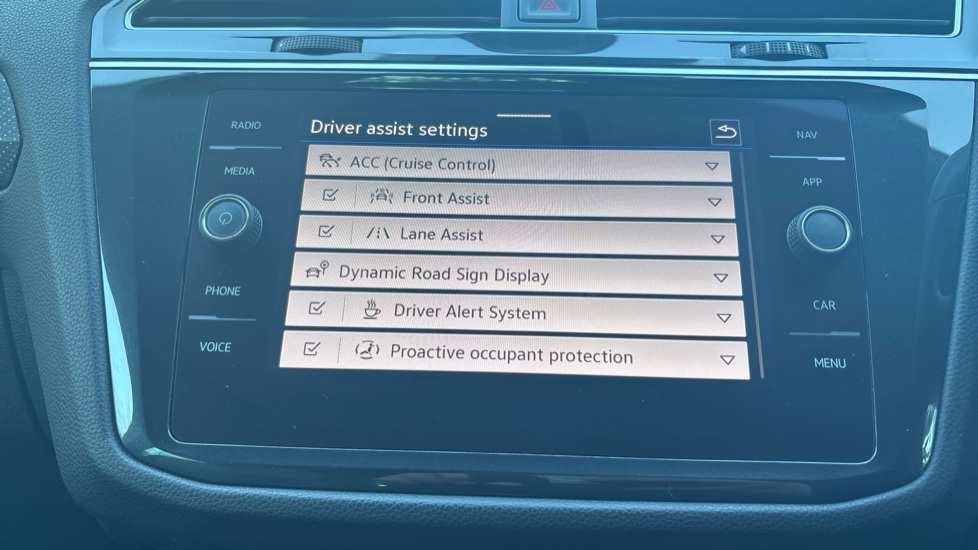 Driver assist settings
ACC (Cruise Control)
Front Assist
Lane Assist
Dynamic Road Sign Display
Driver Alert System
Proactive occupant protection
RADIO
MEDIA
PHONE
VOICE
NAV
APP
CAR
MENU